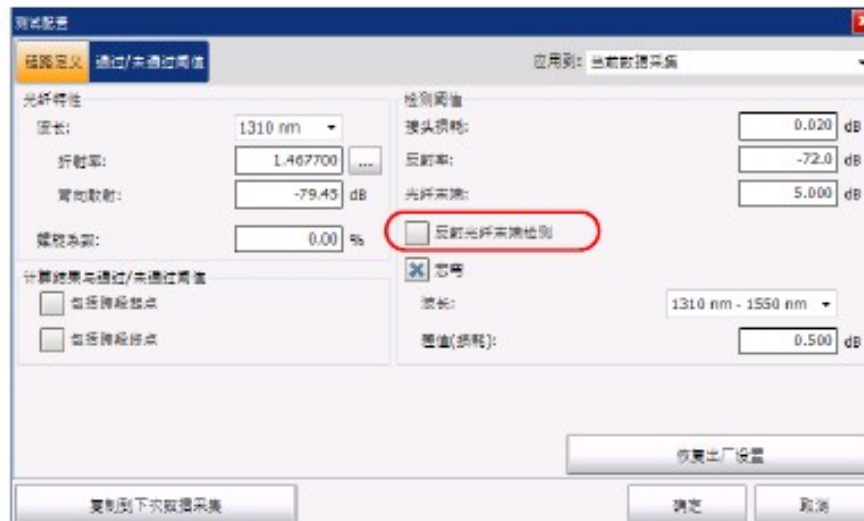 测试配置
链路定义 通过/未通过阈值 应用到: 当前数据采集
光纤特性
波长: 1310 nm
折射率: 1.467700 ...
背向散射: -79.45 dB
螺旋系数: 0.00 %
计算结果与通过/未通过阈值
包括跨段起点
包括跨段终点
检测阈值
接头损耗: 0.020 dB
反射率: -72.0 dB
光纤末端: 5.000 dB
反射光纤末端检测
宏弯
波长: 1310 nm - 1550 nm
差值(损耗): 0.500 dB
恢复出厂设置
复制到下次数据采集 确定 取消